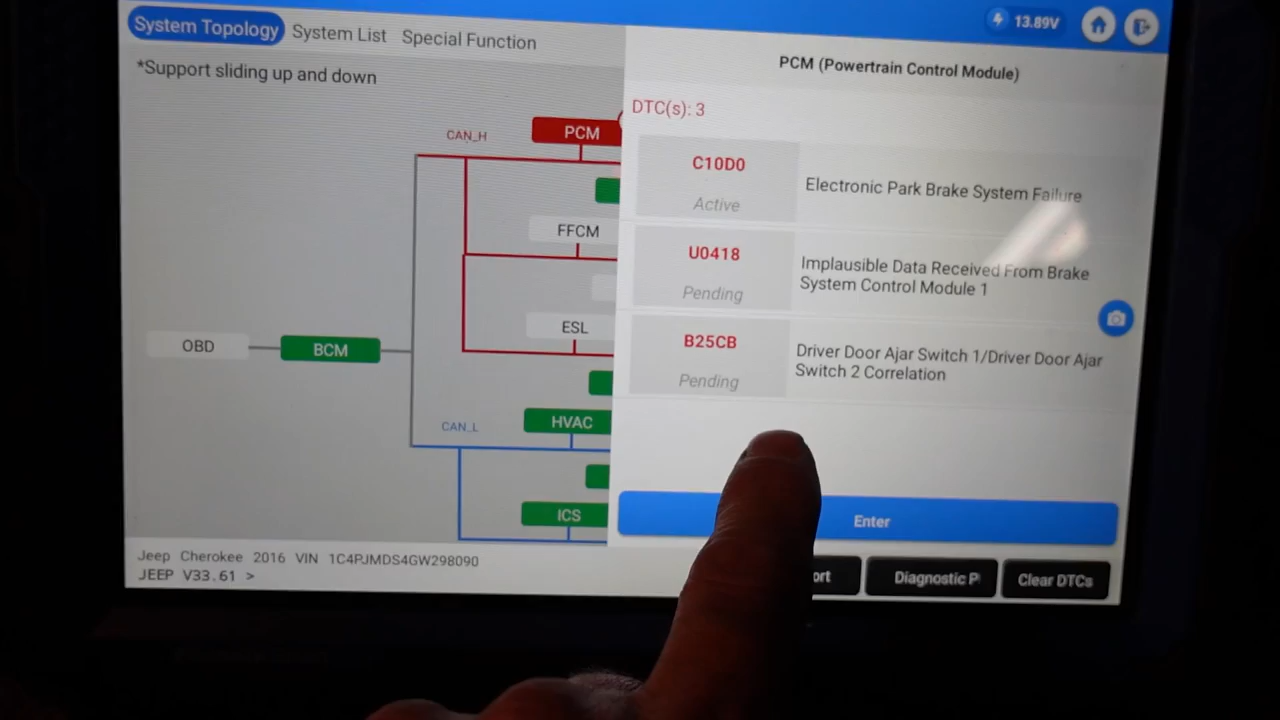 System Topology System List Special Function
13.89V
*Support sliding up and down
PCM (Powertrain Control Module)
DTC(s): 3
CAN_H
PCM
C10D0
Active
Electronic Park Brake System Failure
FFCM
U0418
Pending
Implausible Data Received From Brake
System Control Module 1
ESL
OBD
BCM
B25CB
Pending
Driver Door Ajar Switch 1/Driver Door Ajar
Switch 2 Correlation
CAN_L
HVAC
ICS
Enter
Jeep Cherokee 2016 VIN 1C4PJMDS4GW298090
JEEP V33.61 >
ort
Diagnostic P
Clear DTCs